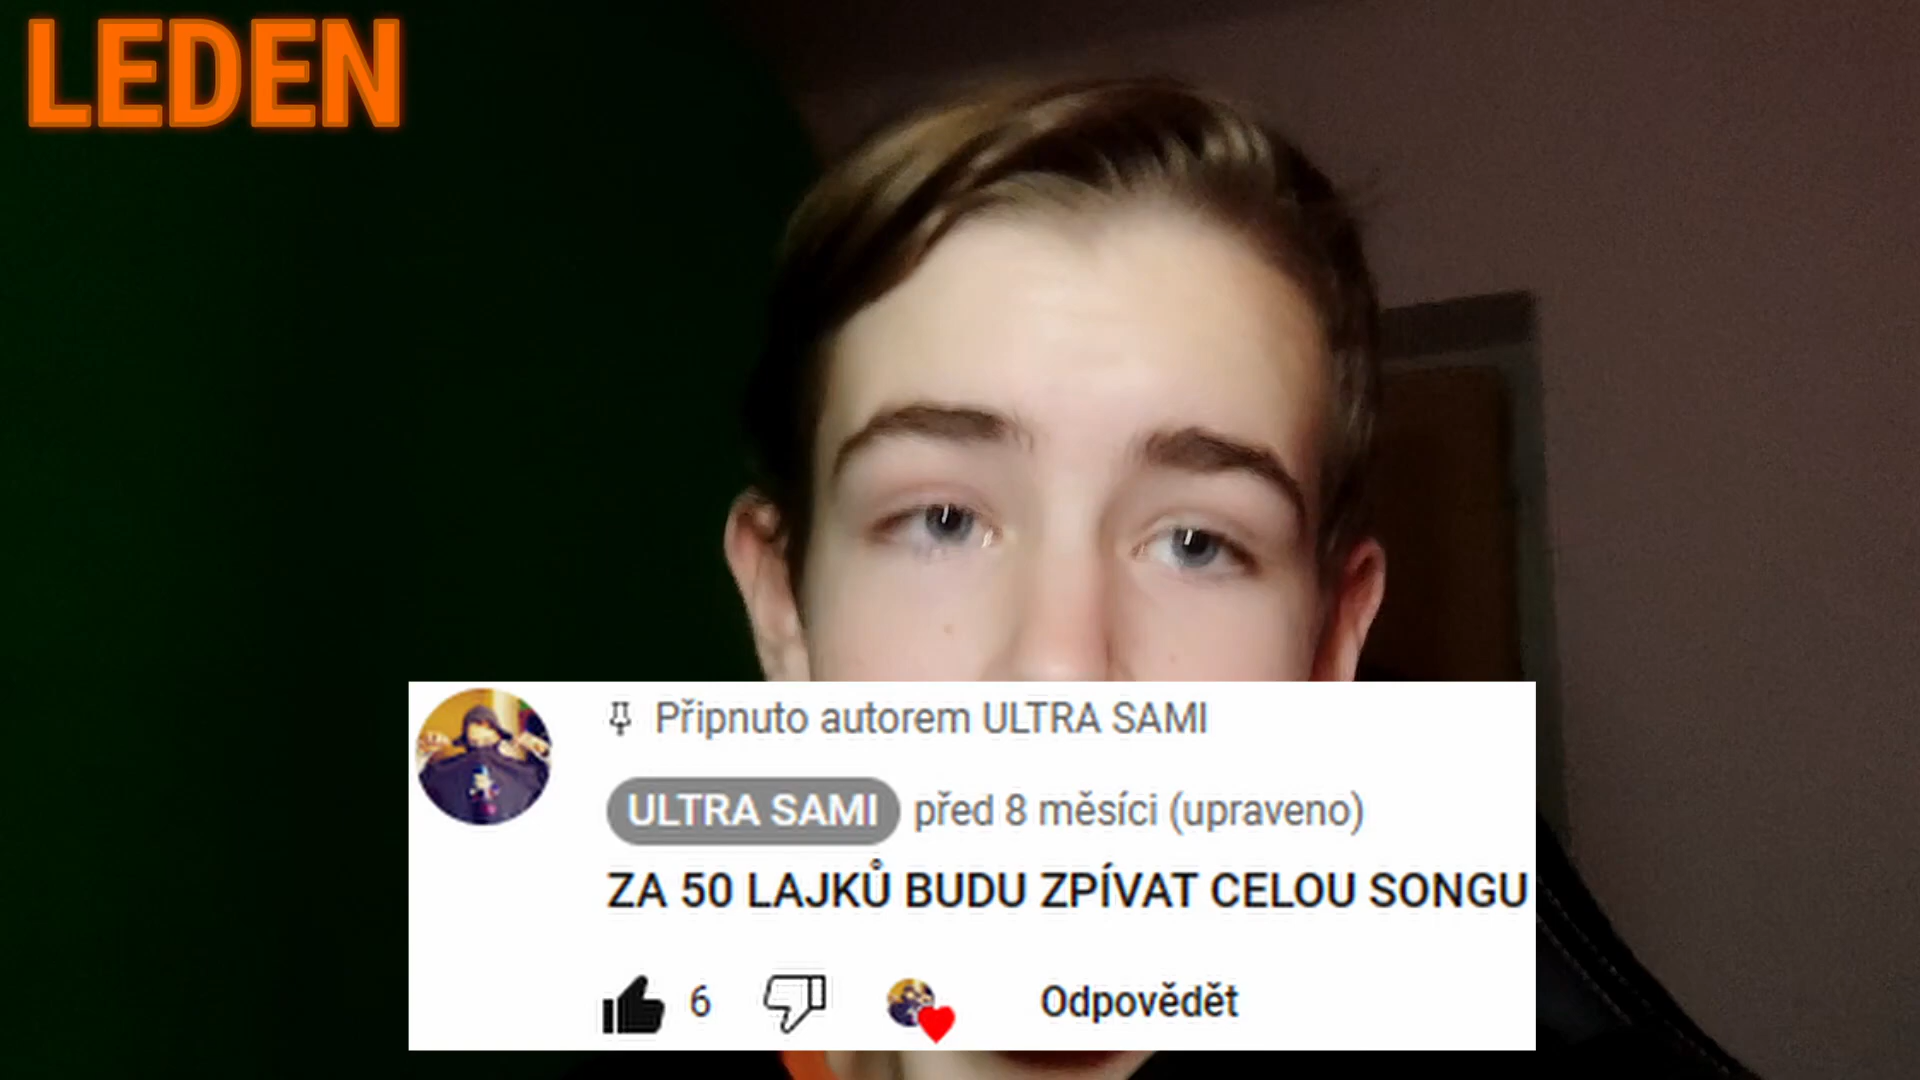 LEDEN
Připnuto autorem ULTRA SAMI
ULTRA SAMI před 8 měsíci (upraveno)
ZA 50 LAJKŮ BUDU ZPÍVAT CELOU SONGU
6 Odpovědět